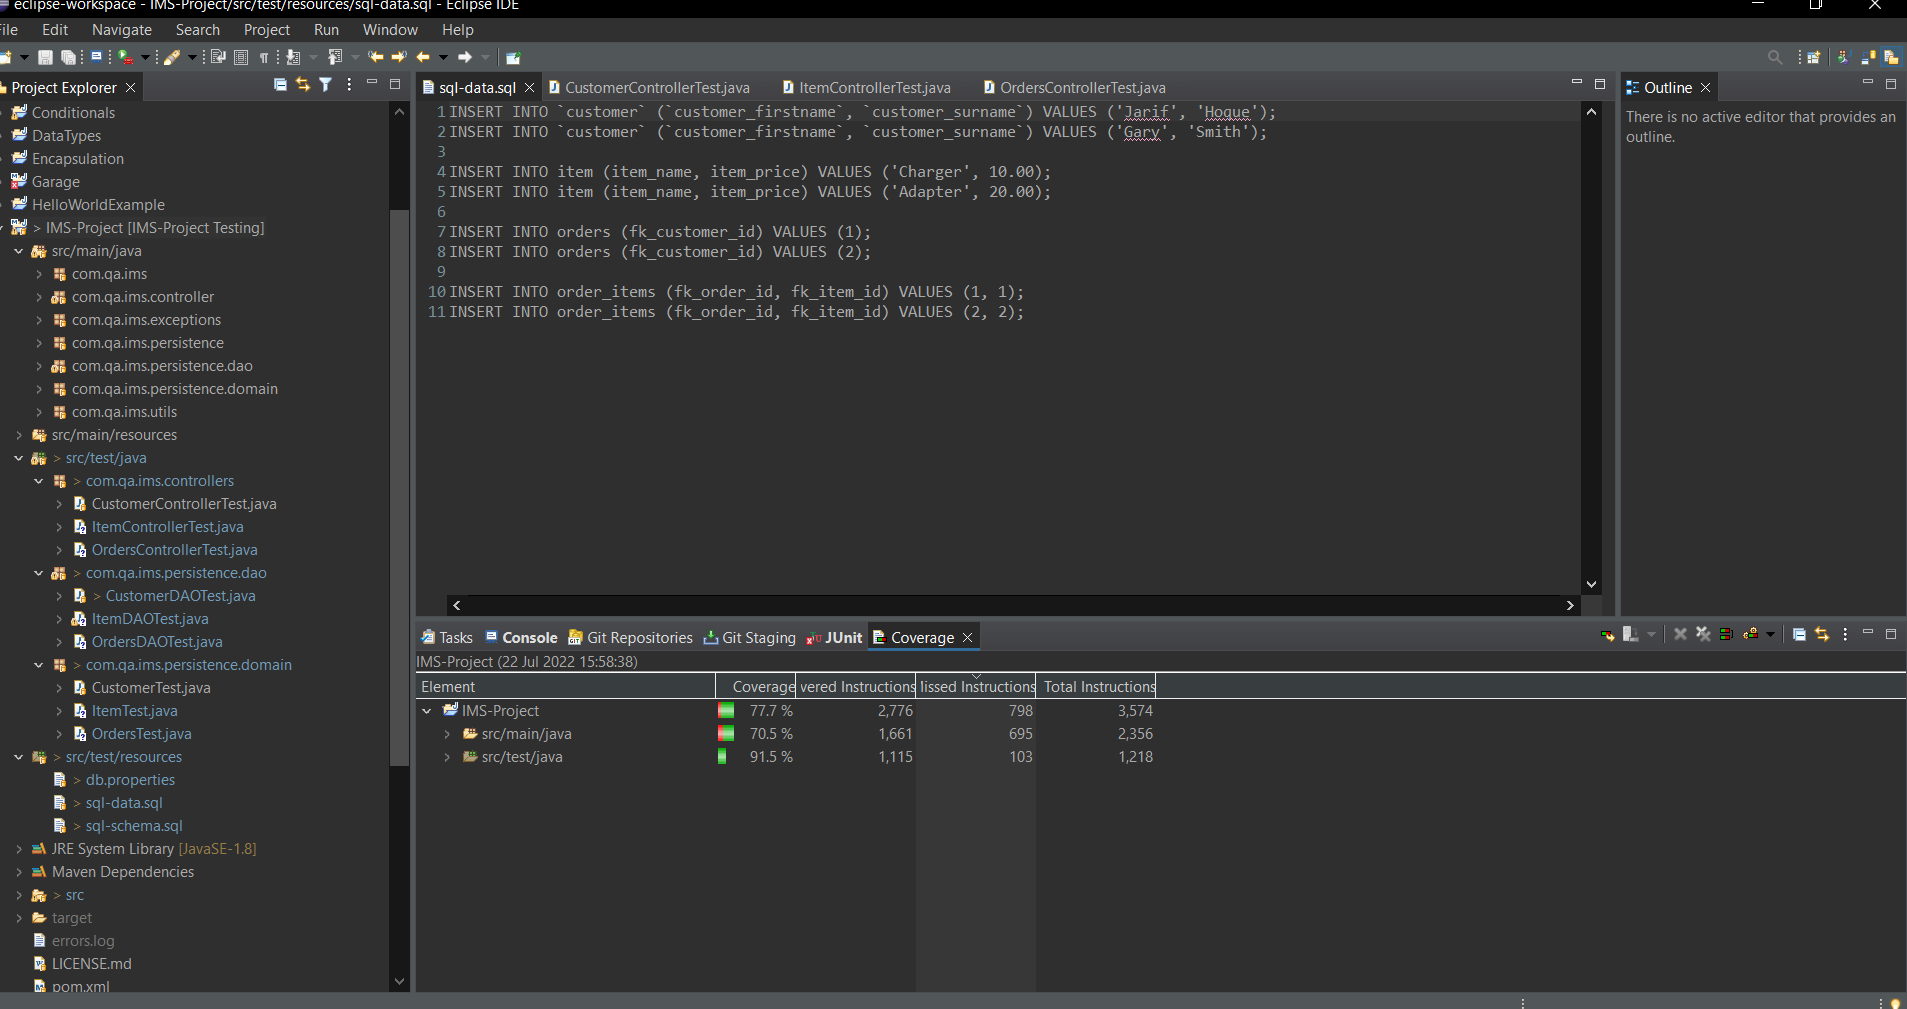 eclipse-workspace - IMS-Project/src/test/resources/sql-data.sql - Eclipse IDE
ile Edit Navigate Search Project Run Window Help
Project Explorer
Conditionals
DataTypes
Encapsulation
Garage
HelloWorldExample
> IMS-Project [IMS-Project Testing]
src/main/java
com.qa.ims
com.qa.ims.controller
com.qa.ims.exceptions
com.qa.ims.persistence
com.qa.ims.persistence.dao
com.qa.ims.persistence.domain
com.qa.ims.utils
src/main/resources
> src/test/java
> com.qa.ims.controllers
CustomerControllerTest.java
ItemControllerTest.java
OrdersControllerTest.java
> com.qa.ims.persistence.dao
> CustomerDAOTest.java
ItemDAOTest.java
OrdersDAOTest.java
> com.qa.ims.persistence.domain
CustomerTest.java
ItemTest.java
OrdersTest.java
> src/test/resources
> db.properties
> sql-data.sql
> sql-schema.sql
JRE System Library [JavaSE-1.8]
Maven Dependencies
> src
target
errors.log
LICENSE.md
pom.xml
sql-data.sql CustomerControllerTest.java ItemControllerTest.java OrdersControllerTest.java
1 INSERT INTO `customer` (`customer_firstname`, `customer_surname`) VALUES ('Jarif', 'Hoque');
2 INSERT INTO `customer` (`customer_firstname`, `customer_surname`) VALUES ('Gary', 'Smith');
3
4 INSERT INTO item (item_name, item_price) VALUES ('Charger', 10.00);
5 INSERT INTO item (item_name, item_price) VALUES ('Adapter', 20.00);
6
7 INSERT INTO orders (fk_customer_id) VALUES (1);
8 INSERT INTO orders (fk_customer_id) VALUES (2);
9
10 INSERT INTO order_items (fk_order_id, fk_item_id) VALUES (1, 1);
11 INSERT INTO order_items (fk_order_id, fk_item_id) VALUES (2, 2);
Outline
There is no active editor that provides an
outline.
Tasks Console Git Repositories Git Staging JUnit Coverage
IMS-Project (22 Jul 2022 15:58:38)
Element Coverage vered Instructions lissed Instructions Total Instructions
IMS-Project 77.7 % 2,776 798 3,574
src/main/java 70.5 % 1,661 695 2,356
src/test/java 91.5 % 1,115 103 1,218